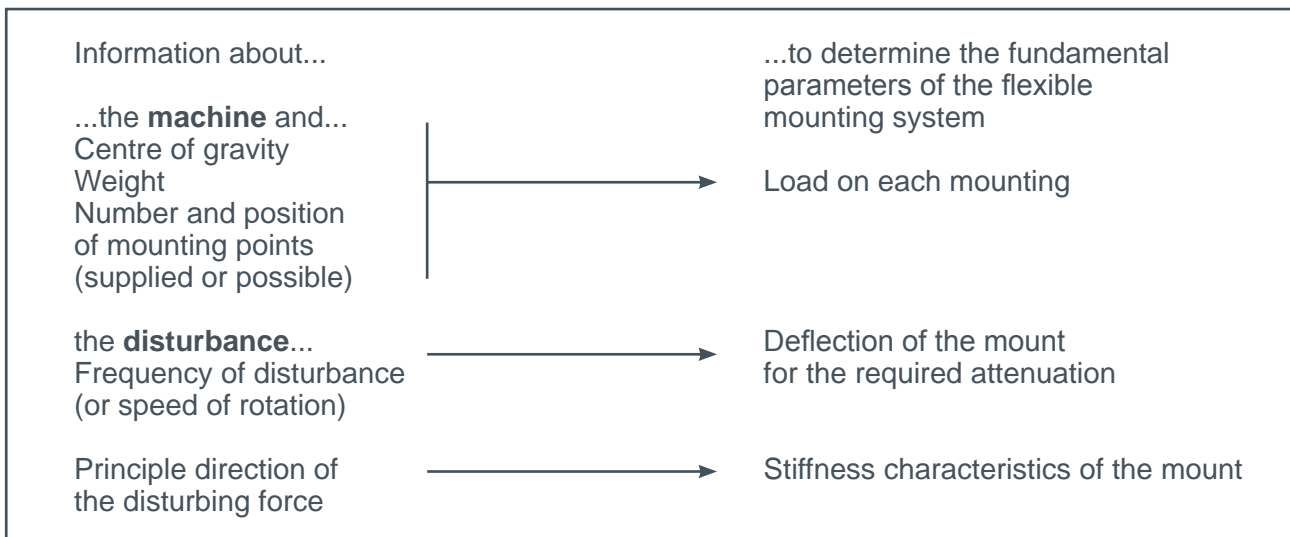 Information about...
...the machine and...
Centre of gravity
Weight
Number and position
of mounting points
(supplied or possible)
the disturbance...
Frequency of disturbance
(or speed of rotation)
Principle direction of
the disturbing force
...to determine the fundamental
parameters of the flexible
mounting system
Load on each mounting
Deflection of the mount
for the required attenuation
Stiffness characteristics of the mount